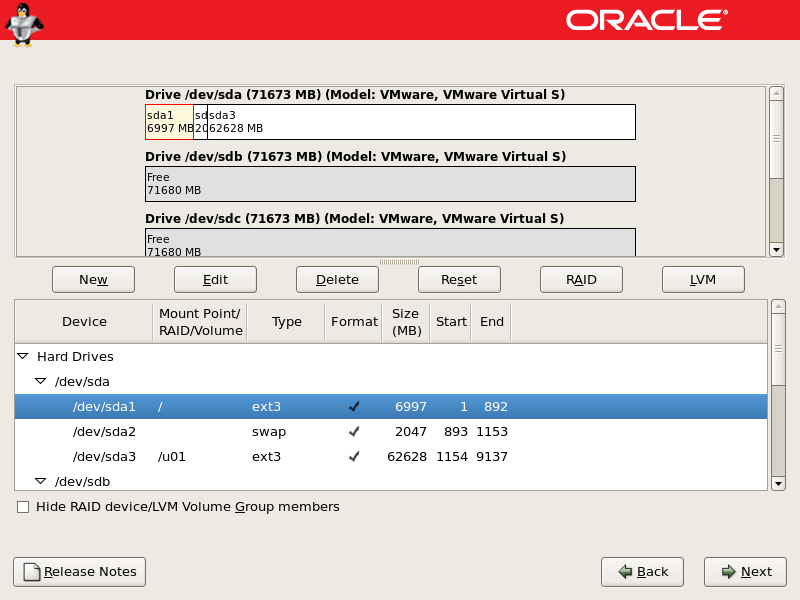 ORACLE®
Drive /dev/sda (71673 MB) (Model: VMware, VMware Virtual S)
sda1 sd sda3
6997 MB 20 62628 MB
Drive /dev/sdb (71673 MB) (Model: VMware, VMware Virtual S)
Free
71680 MB
Drive /dev/sdc (71673 MB) (Model: VMware, VMware Virtual S)
Free
71680 MB
New Edit Delete Reset RAID LVM
Device Mount Point/ RAID/Volume Type Format Size (MB) Start End
Hard Drives
/dev/sda
/dev/sda1 / ext3 6997 1 892
/dev/sda2 swap 2047 893 1153
/dev/sda3 /u01 ext3 62628 1154 9137
/dev/sdb
Hide RAID device/LVM Volume Group members
Release Notes Back Next